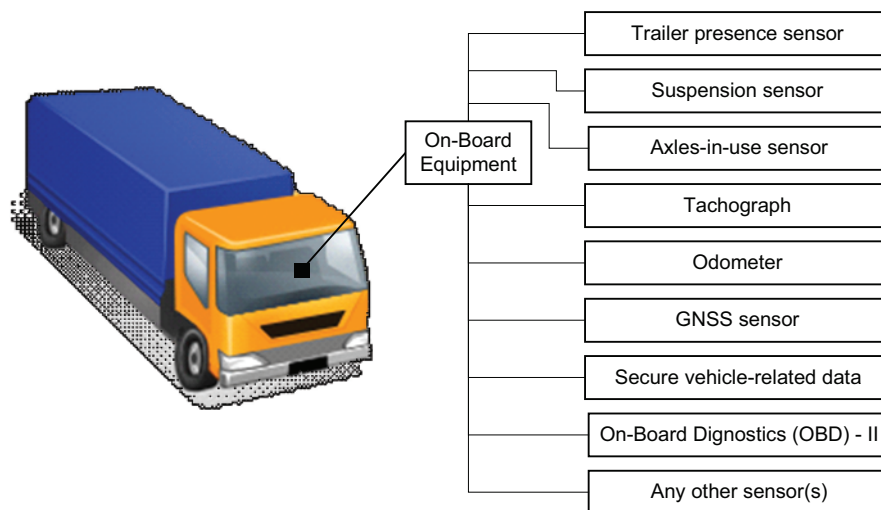 Trailer presence sensor
Suspension sensor
On-Board
Equipment
Axles-in-use sensor
Tachograph
Odometer
GNSS sensor
Secure vehicle-related data
On-Board Dignostics (OBD) - II
Any other sensor(s)